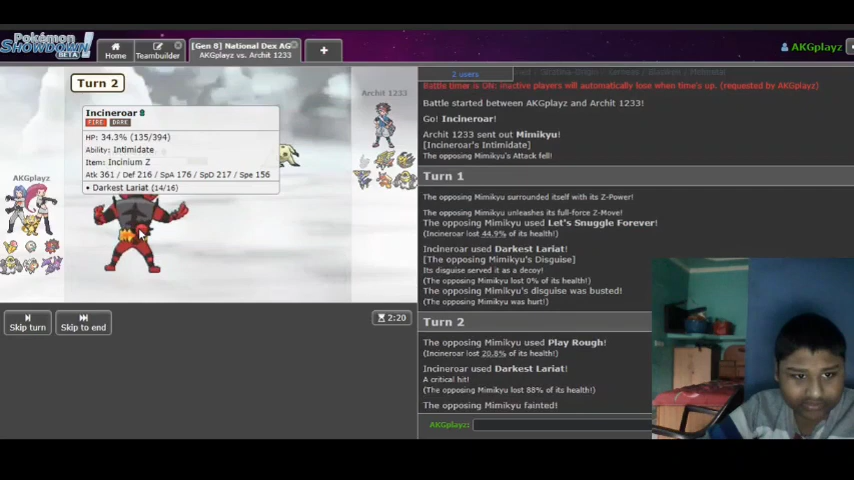 Pokémon
SHOWDOWN!
BETA
Home
Teambuilder
[Gen 8] National Dex AG
AKGplayz vs. Archit 1233
+
AKGplayz
Turn 2
Incineroar
FIRE DARK
HP: 34.3% (135/394)
Ability: Intimidate
Item: Incinium Z
Atk 361 / Def 216 / SpA 176 / SpD 217 / Spe 156
• Darkest Lariat (14/16)
AKGplayz
Archit 1233
Skip turn
Skip to end
2:20
2 users
Battle timer is ON: inactive players will automatically lose when time's up. (requested by AKGplayz)
Battle started between AKGplayz and Archit 1233!
Go! Incineroar!
Archit 1233 sent out Mimikyu!
[Incineroar's Intimidate]
The opposing Mimikyu's Attack fell!
Turn 1
The opposing Mimikyu surrounded itself with its Z-Power!
The opposing Mimikyu unleashes its full-force Z-Move!
The opposing Mimikyu used Let's Snuggle Forever!
(Incineroar lost 44.9% of its health!)
Incineroar used Darkest Lariat!
[The opposing Mimikyu's Disguise]
Its disguise served it as a decoy!
(The opposing Mimikyu lost 0% of its health!)
The opposing Mimikyu's disguise was busted!
(The opposing Mimikyu was hurt!)
Turn 2
The opposing Mimikyu used Play Rough!
(Incineroar lost 20.8% of its health!)
Incineroar used Darkest Lariat!
A critical hit!
(The opposing Mimikyu lost 88% of its health!)
The opposing Mimikyu fainted!
AKGplayz: